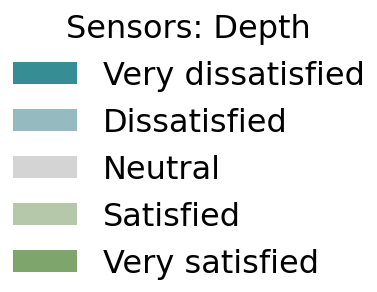 Sensors: Depth
Very dissatisfied
Dissatisfied
Neutral
Satisfied
Very satisfied